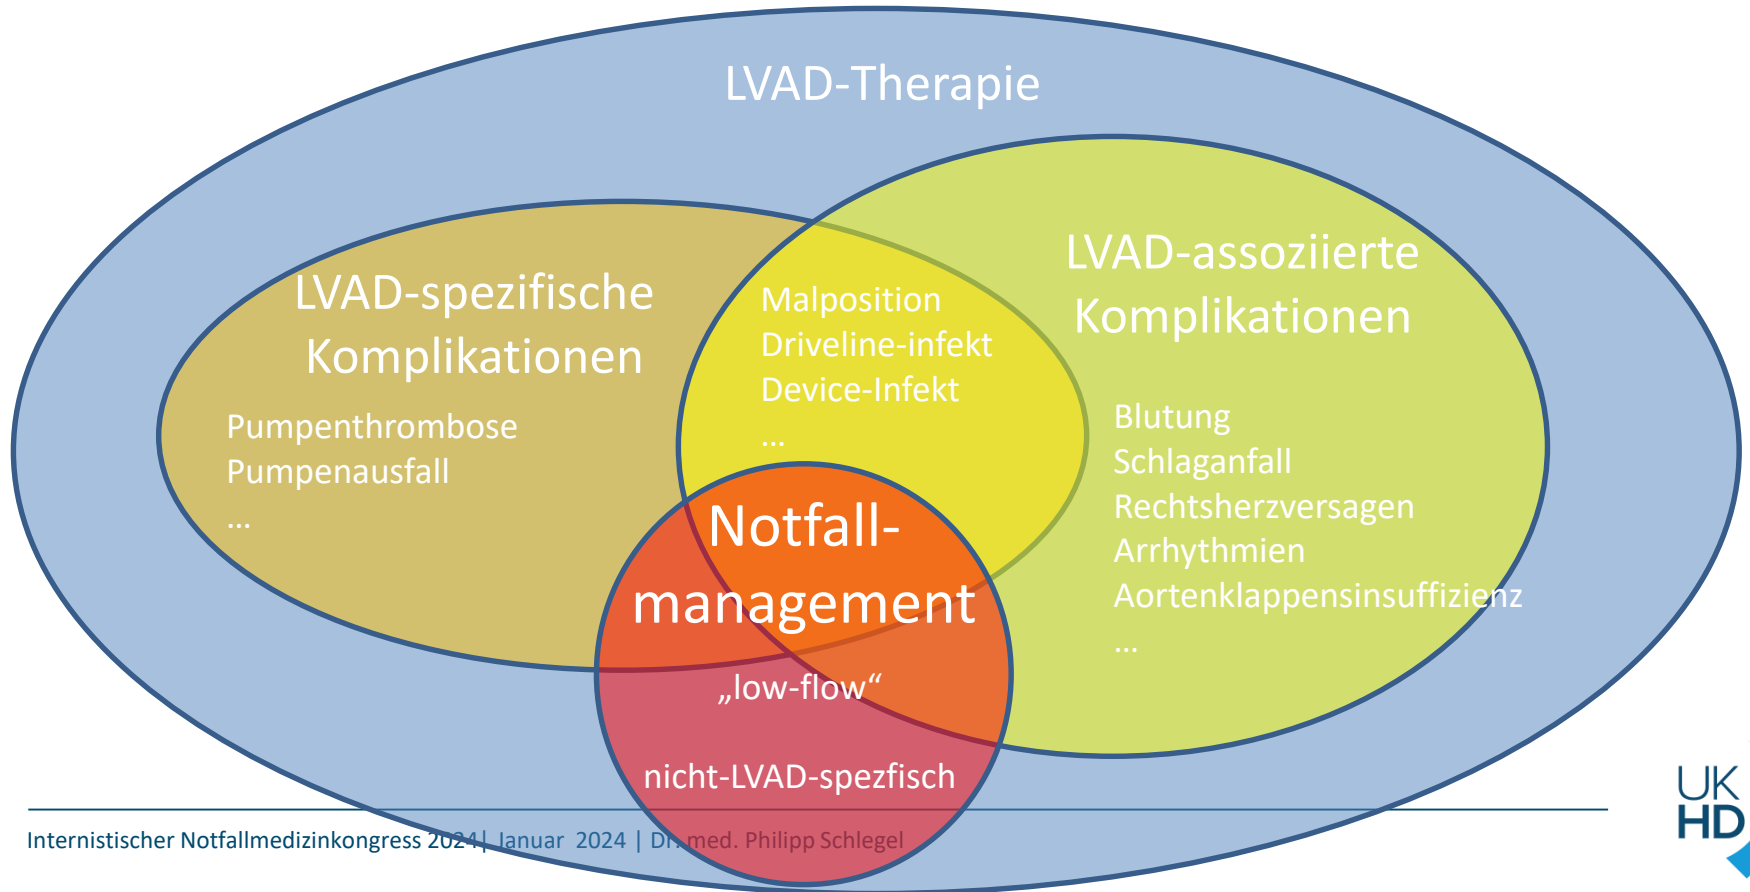 LVAD-Therapie
LVAD-spezifische
Komplikationen
Pumpenthrombose
Pumpenausfall
...
Malposition
Driveline-infekt
Device-Infekt
...
LVAD-assoziierte
Komplikationen
Blutung
Schlaganfall
Rechtsherzversagen
Arrhythmien
Aortenklappensinsuffizienz
...
Notfall-
management
„low-flow“
nicht-LVAD-spezfisch
Internistischer Notfallmedizinkongress 2024| Januar 2024 | Dr. med. Philipp Schlegel
UK
HD